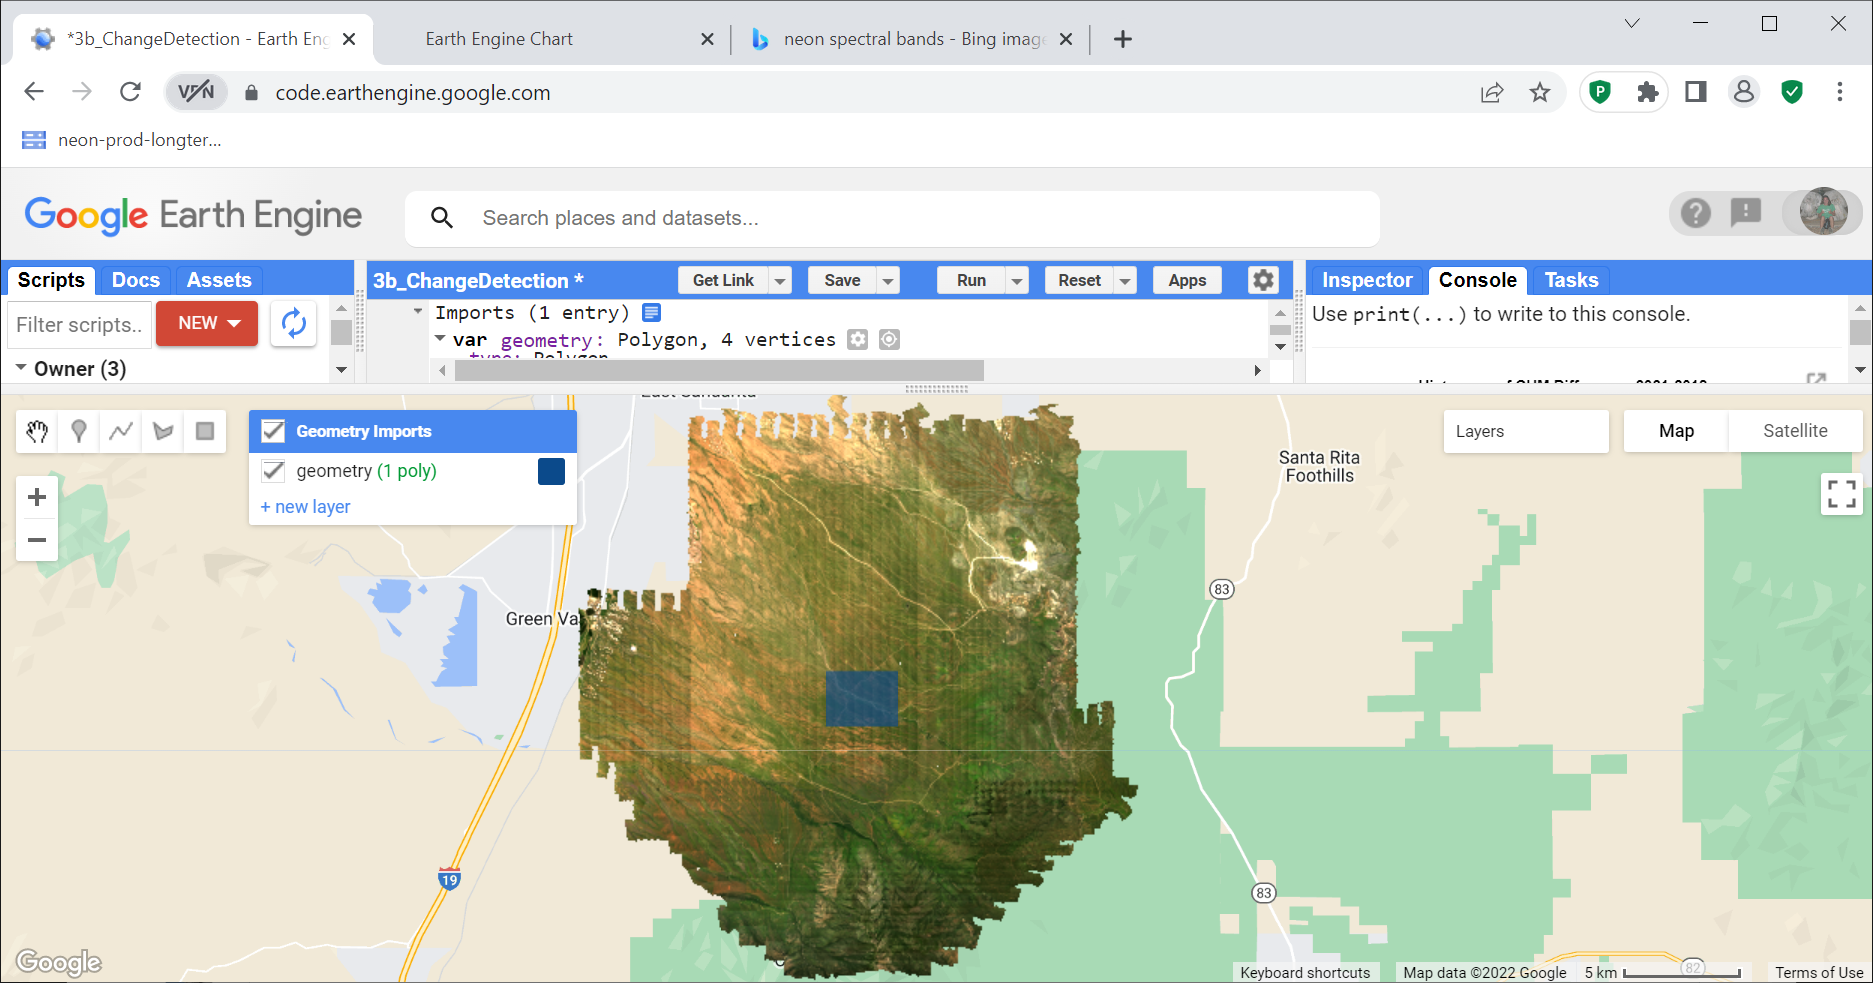 *3b_ChangeDetection - Earth Eng
Earth Engine Chart
neon spectral bands - Bing image
VPN
code.earthengine.google.com
P
neon-prod-longter...
Google Earth Engine
Search places and datasets...
Scripts
Docs
Assets
3b_ChangeDetection *
Get Link
Save
Run
Reset
Apps
Inspector
Console
Tasks
Filter scripts..
NEW
Owner (3)
Imports (1 entry)
var geometry: Polygon, 4 vertices
type: Polygon
Use print(...) to write to this console.
Geometry Imports
geometry (1 poly)
+ new layer
Layers
Map
Satellite
Santa Rita
Foothills
83
Green Va
19
83
82
Google
Keyboard shortcuts
Map data ©2022 Google
5 km
Terms of Use